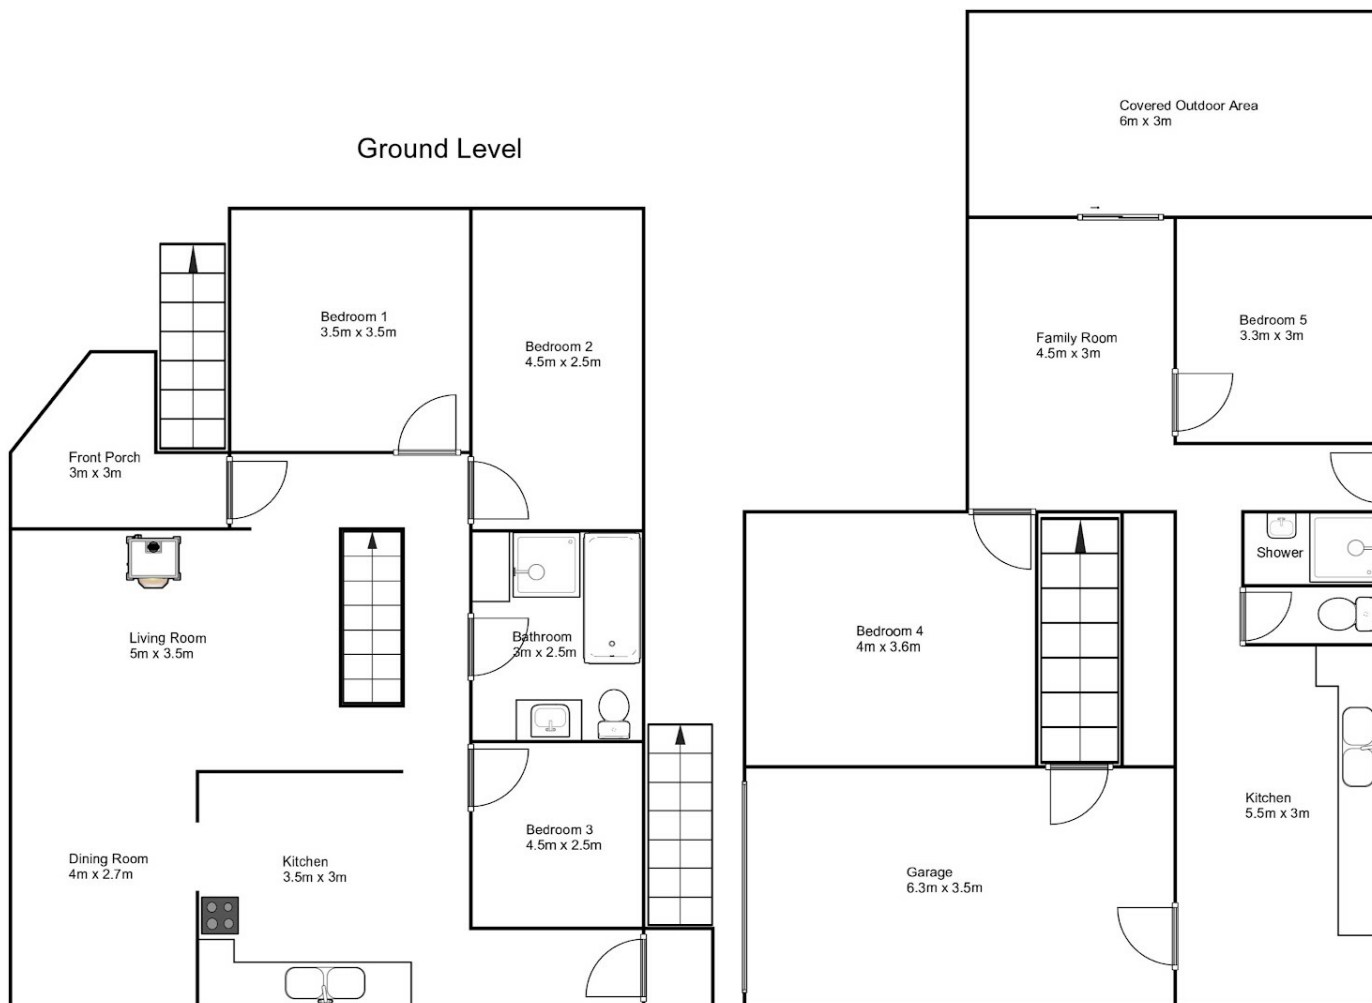 Ground Level
Bedroom 1
3.5m x 3.5m
Bedroom 2
4.5m x 2.5m
Front Porch
3m x 3m
Living Room
5m x 3.5m
Bathroom
3m x 2.5m
Dining Room
4m x 2.7m
Kitchen
3.5m x 3m
Bedroom 3
4.5m x 2.5m
Covered Outdoor Area
6m x 3m
Family Room
4.5m x 3m
Bedroom 5
3.3m x 3m
Shower
Bedroom 4
4m x 3.6m
Kitchen
5.5m x 3m
Garage
6.3m x 3.5m